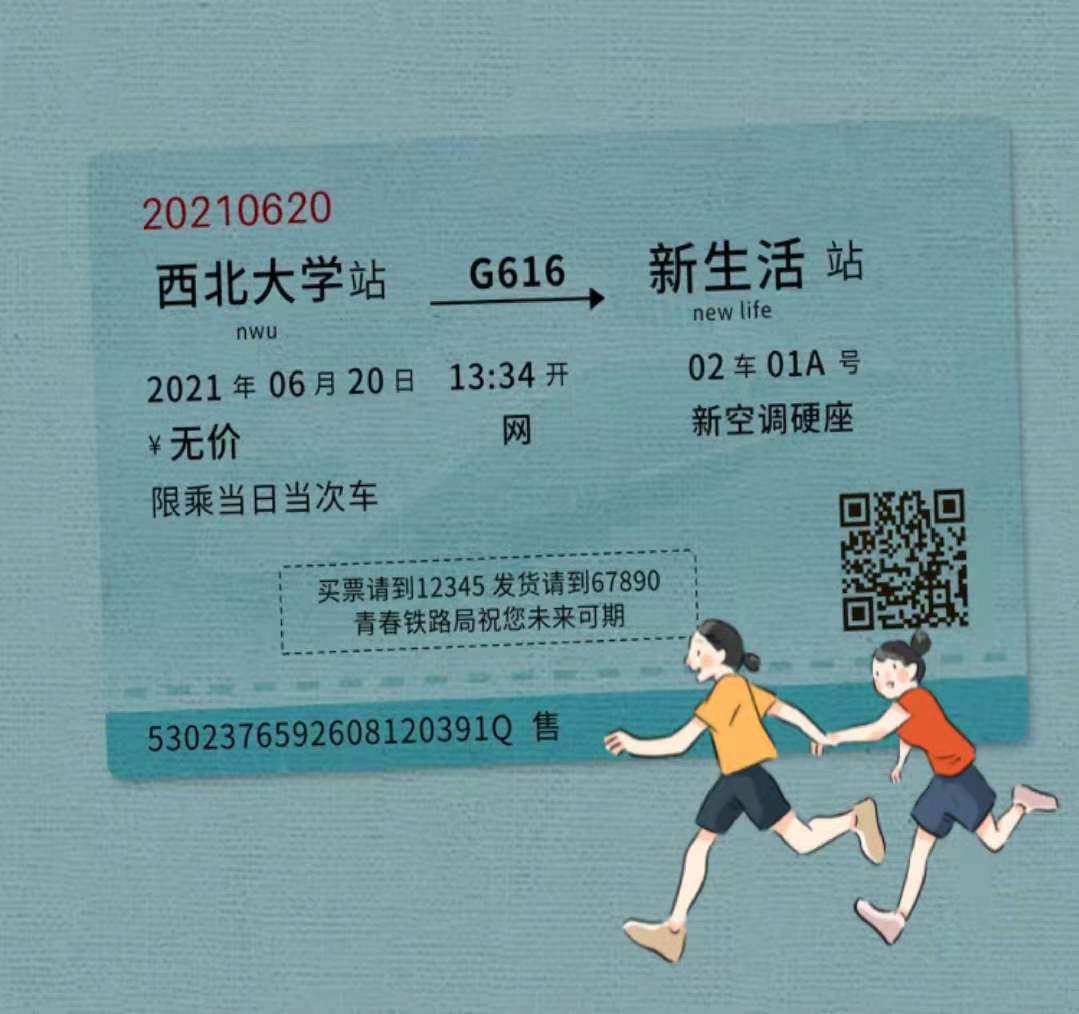 20210620
西北大学站 G616 新生活 站
nwu new life
2021 年 06 月 20 日 13:34 开 02 车 01A 号
¥ 无价 网 新空调硬座
限乘当日当次车
买票请到12345 发货请到67890
青春铁路局祝您未来可期
5302376592608120391Q 售